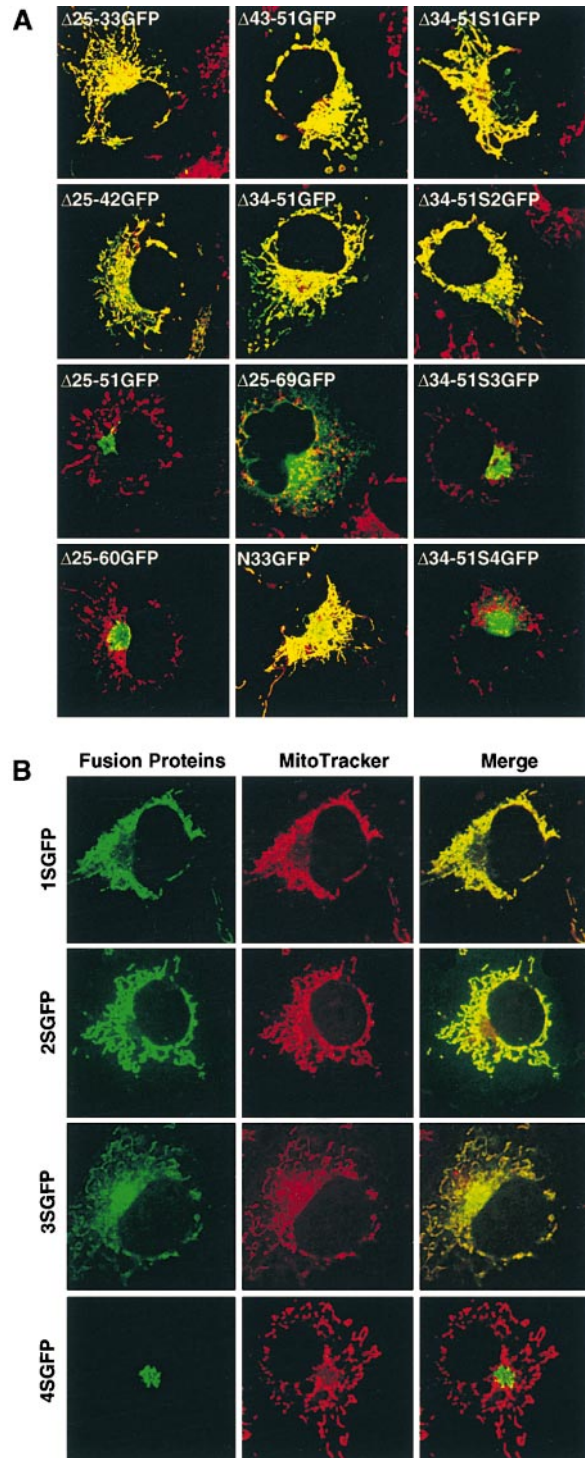 A
Δ25-33GFP Δ43-51GFP Δ34-51S1GFP
Δ25-42GFP Δ34-51GFP Δ34-51S2GFP
Δ25-51GFP Δ25-69GFP Δ34-51S3GFP
Δ25-60GFP N33GFP Δ34-51S4GFP
B
Fusion Proteins MitoTracker Merge
1SGFP
2SGFP
3SGFP
4SGFP